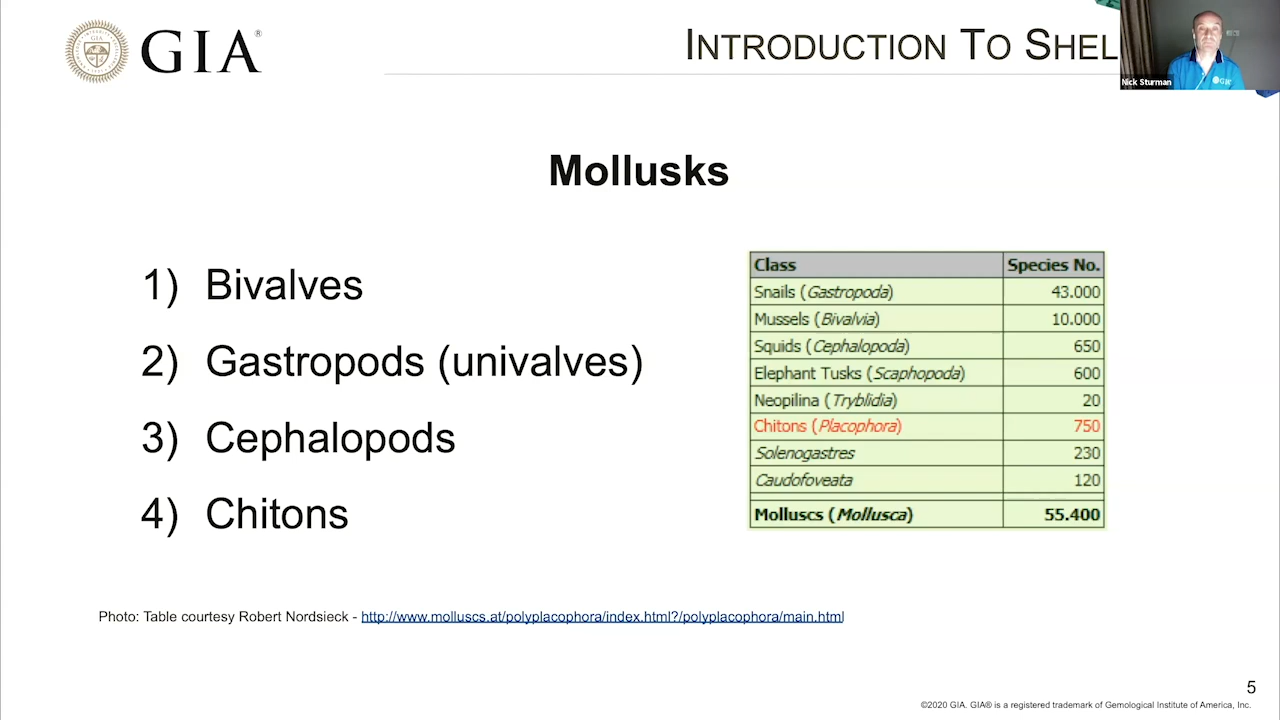 GIA®
INTRODUCTION TO SHEL
Nick Sturman
Mollusks
1) Bivalves
2) Gastropods (univalves)
3) Cephalopods
4) Chitons
Class Species No.
Snails (Gastropoda) 43.000
Mussels (Bivalvia) 10.000
Squids (Cephalopoda) 650
Elephant Tusks (Scaphopoda) 600
Neopilina (Tryblidia) 20
Chitons (Placophora) 750
Solenogastres 230
Caudofoveata 120
Molluscs (Mollusca) 55.400
Photo: Table courtesy Robert Nordsieck - http://www.molluscs.at/polyplacophora/index.html?/polyplacophora/main.html
5
©2020 GIA. GIA® is a registered trademark of Gemological Institute of America, Inc.